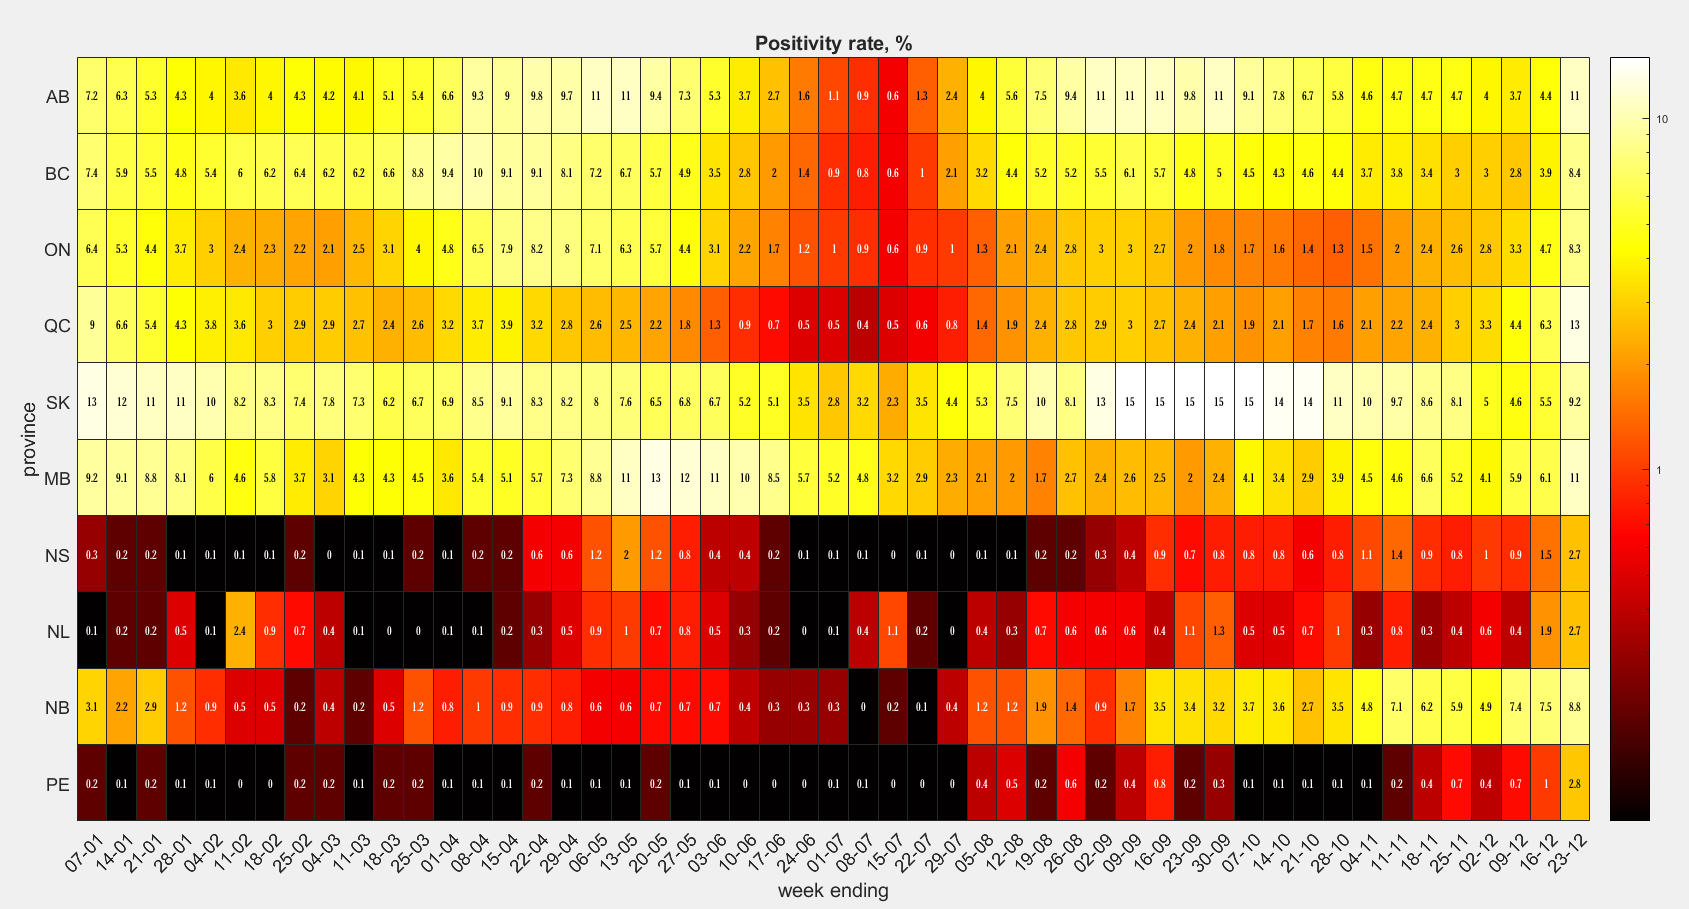 Positivity rate, %
AB 7.2 6.3 5.3 4.3 4 3.6 4 4.3 4.2 4.1 5.1 5.4 6.6 9.3 9 9.8 9.7 11 11 9.4 7.3 5.3 3.7 2.7 1.6 1.1 0.9 0.6 1.3 2.4 4 5.6 7.5 9.4 11 11 11 9.8 11 9.1 7.8 6.7 5.8 4.6 4.7 4.7 4.7 4 3.7 4.4 11
10
BC 7.4 5.9 5.5 4.8 5.4 6 6.2 6.4 6.2 6.2 6.6 8.8 9.4 10 9.1 9.1 8.1 7.2 6.7 5.7 4.9 3.5 2.8 2 1.4 0.9 0.8 0.6 1 2.1 3.2 4.4 5.2 5.2 5.5 6.1 5.7 4.8 5 4.5 4.3 4.6 4.4 3.7 3.8 3.4 3 3 2.8 3.9 8.4
ON 6.4 5.3 4.4 3.7 3 2.4 2.3 2.2 2.1 2.5 3.1 4 4.8 6.5 7.9 8.2 8 7.1 6.3 5.7 4.4 3.1 2.2 1.7 1.2 1 0.9 0.6 0.9 1 1.3 2.1 2.4 2.8 3 3 2.7 2 1.8 1.7 1.6 1.4 1.3 1.5 2 2.4 2.6 2.8 3.3 4.7 8.3
QC 9 6.6 5.4 4.3 3.8 3.6 3 2.9 2.9 2.7 2.4 2.6 3.2 3.7 3.9 3.2 2.8 2.6 2.5 2.2 1.8 1.3 0.9 0.7 0.5 0.5 0.4 0.5 0.6 0.8 1.4 1.9 2.4 2.8 2.9 3 2.7 2.4 2.1 1.9 2.1 1.7 1.6 2.1 2.2 2.4 3 3.3 4.4 6.3 13
SK 13 12 11 11 10 8.2 8.3 7.4 7.8 7.3 6.2 6.7 6.9 8.5 9.1 8.3 8.2 8 7.6 6.5 6.8 6.7 5.2 5.1 3.5 2.8 3.2 2.3 3.5 4.4 5.3 7.5 10 8.1 13 15 15 15 15 15 14 14 11 10 9.7 8.6 8.1 5 4.6 5.5 9.2
province
1
MB 9.2 9.1 8.8 8.1 6 4.6 5.8 3.7 3.1 4.3 4.3 4.5 3.6 5.4 5.1 5.7 7.3 8.8 11 13 12 11 10 8.5 5.7 5.2 4.8 3.2 2.9 2.3 2.1 2 1.7 2.7 2.4 2.6 2.5 2 2.4 4.1 3.4 2.9 3.9 4.5 4.6 6.6 5.2 4.1 5.9 6.1 11
NS 0.3 0.2 0.2 0.1 0.1 0.1 0.1 0.2 0 0.1 0.1 0.2 0.1 0.2 0.2 0.6 0.6 1.2 2 1.2 0.8 0.4 0.4 0.2 0.1 0.1 0.1 0 0.1 0 0.1 0.1 0.2 0.2 0.3 0.4 0.9 0.7 0.8 0.8 0.8 0.6 0.8 1.1 1.4 0.9 0.8 1 0.9 1.5 2.7
NL 0.1 0.2 0.2 0.5 0.1 2.4 0.9 0.7 0.4 0.1 0 0 0.1 0.1 0.2 0.3 0.5 0.9 1 0.7 0.8 0.5 0.3 0.2 0 0.1 0.4 1.1 0.2 0 0.4 0.3 0.7 0.6 0.6 0.6 0.4 1.1 1.3 0.5 0.5 0.7 1 0.3 0.8 0.3 0.4 0.6 0.4 1.9 2.7
NB 3.1 2.2 2.9 1.2 0.9 0.5 0.5 0.2 0.4 0.2 0.5 1.2 0.8 1 0.9 0.9 0.8 0.6 0.6 0.7 0.7 0.7 0.4 0.3 0.3 0.3 0 0.2 0.1 0.4 1.2 1.2 1.9 1.4 0.9 1.7 3.5 3.4 3.2 3.7 3.6 2.7 3.5 4.8 7.1 6.2 5.9 4.9 7.4 7.5 8.8
PE 0.2 0.1 0.2 0.1 0.1 0 0 0.2 0.2 0.1 0.2 0.2 0.1 0.1 0.1 0.2 0.1 0.1 0.1 0.2 0.1 0.1 0 0 0 0.1 0.1 0.1 0 0 0.4 0.5 0.2 0.6 0.2 0.4 0.8 0.2 0.3 0.1 0.1 0.1 0.1 0.1 0.2 0.4 0.7 0.4 0.7 1 2.8
07-01 14-01 21-01 28-01 04-02 11-02 18-02 25-02 04-03 11-03 18-03 25-03 01-04 08-04 15-04 22-04 29-04 06-05 13-05 20-05 27-05 03-06 10-06 17-06 24-06 01-07 08-07 15-07 22-07 29-07 05-08 12-08 19-08 26-08 02-09 09-09 16-09 23-09 30-09 07-10 14-10 21-10 28-10 04-11 11-11 18-11 25-11 02-12 09-12 16-12 23-12
week ending